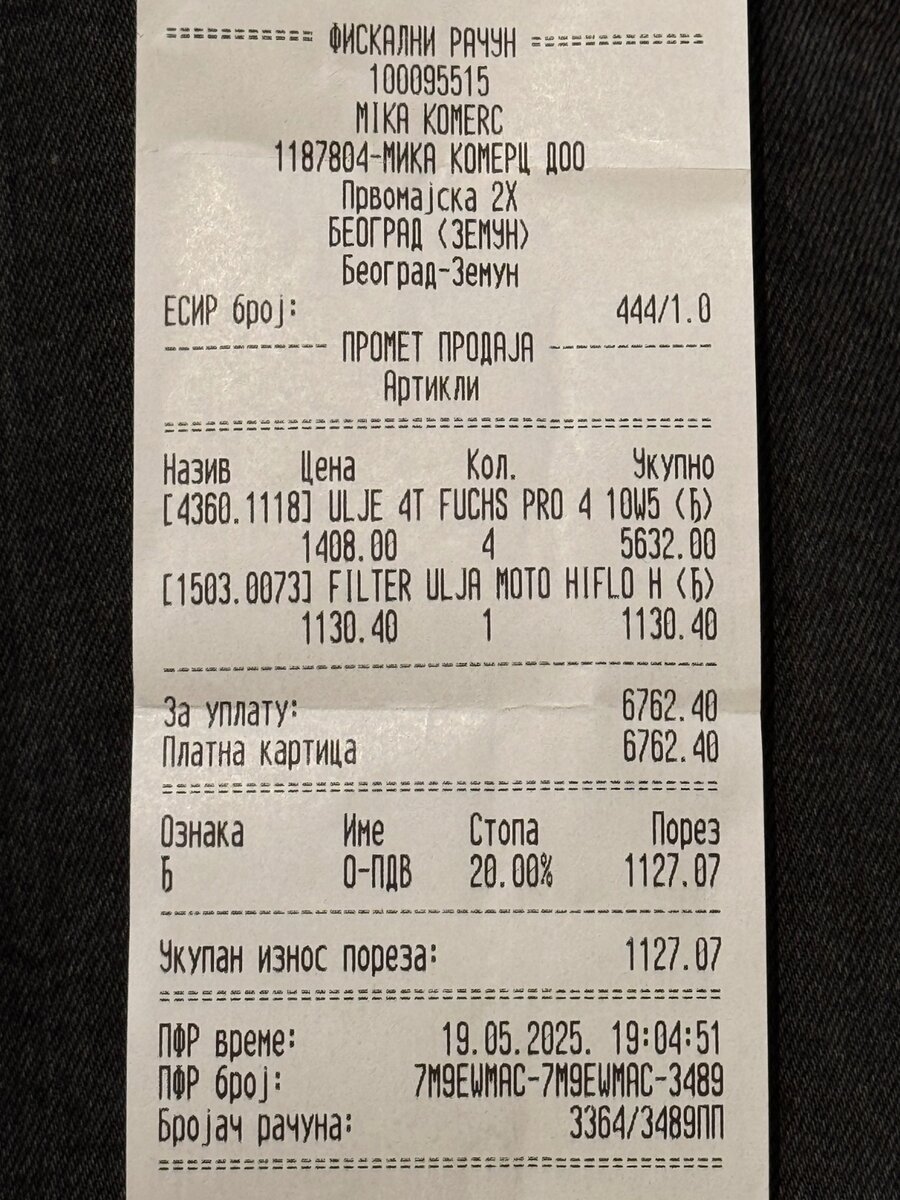 ========= ФИСКАЛНИ РАЧУН ==========
100095515
MIKA KOMERC
1187804-МИКА КОМЕРЦ ДОО
Првомајска 2X
БЕОГРАД (ЗЕМУН)
Београд-Земун
ЕСИР број: 444/1.0
---------- ПРОМЕТ ПРОДАЈА ----------
Артикли
========================================
Назив Цена Кол. Укупно
[4360.1118] ULJE 4T FUCHS PRO 4 10W5 (Ђ)
1408.00 4 5632.00
[1503.0073] FILTER ULJA MOTO HIFLO H (Ђ)
1130.40 1 1130.40
----------------------------------------
За уплату: 6762.40
Платна картица 6762.40
========================================
Ознака Име Стопа Порез
Ђ О-ПДВ 20.00% 1127.07
----------------------------------------
Укупан износ пореза: 1127.07
========================================
ПФР време: 19.05.2025. 19:04:51
ПФР број: 7M9EWMAC-7M9EWMAC-3489
Бројач рачуна: 3364/3489ПП
========================================